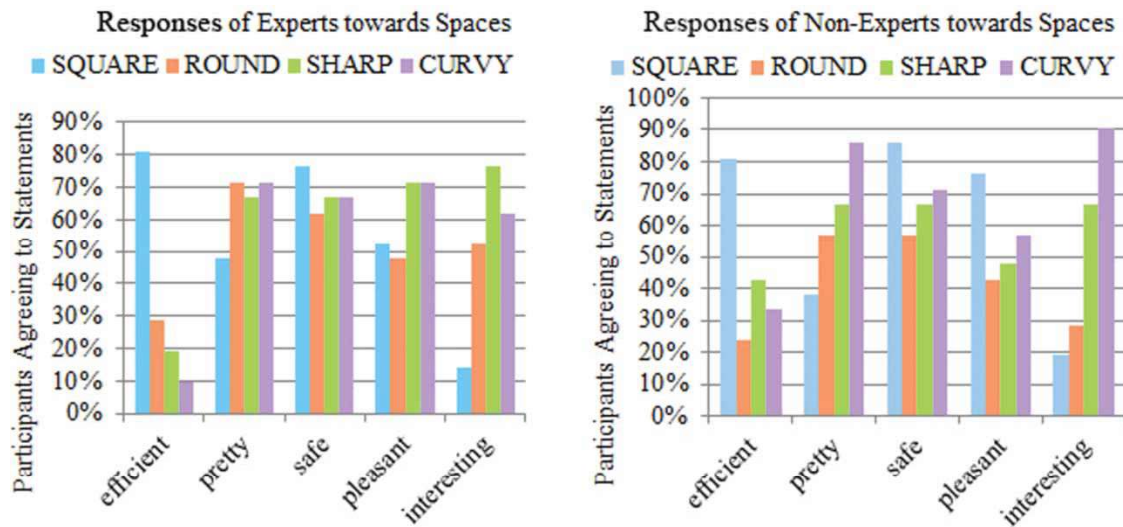 Responses of Experts towards Spaces
SQUARE ROUND SHARP CURVY
Participants Agreeing to Statements
90%
80%
70%
60%
50%
40%
30%
20%
10%
0%
efficient
pretty
safe
pleasant
interesting
Responses of Non-Experts towards Spaces
SQUARE ROUND SHARP CURVY
Participants Agreeing to Statements
100%
90%
80%
70%
60%
50%
40%
30%
20%
10%
0%
efficient
pretty
safe
pleasant
interesting